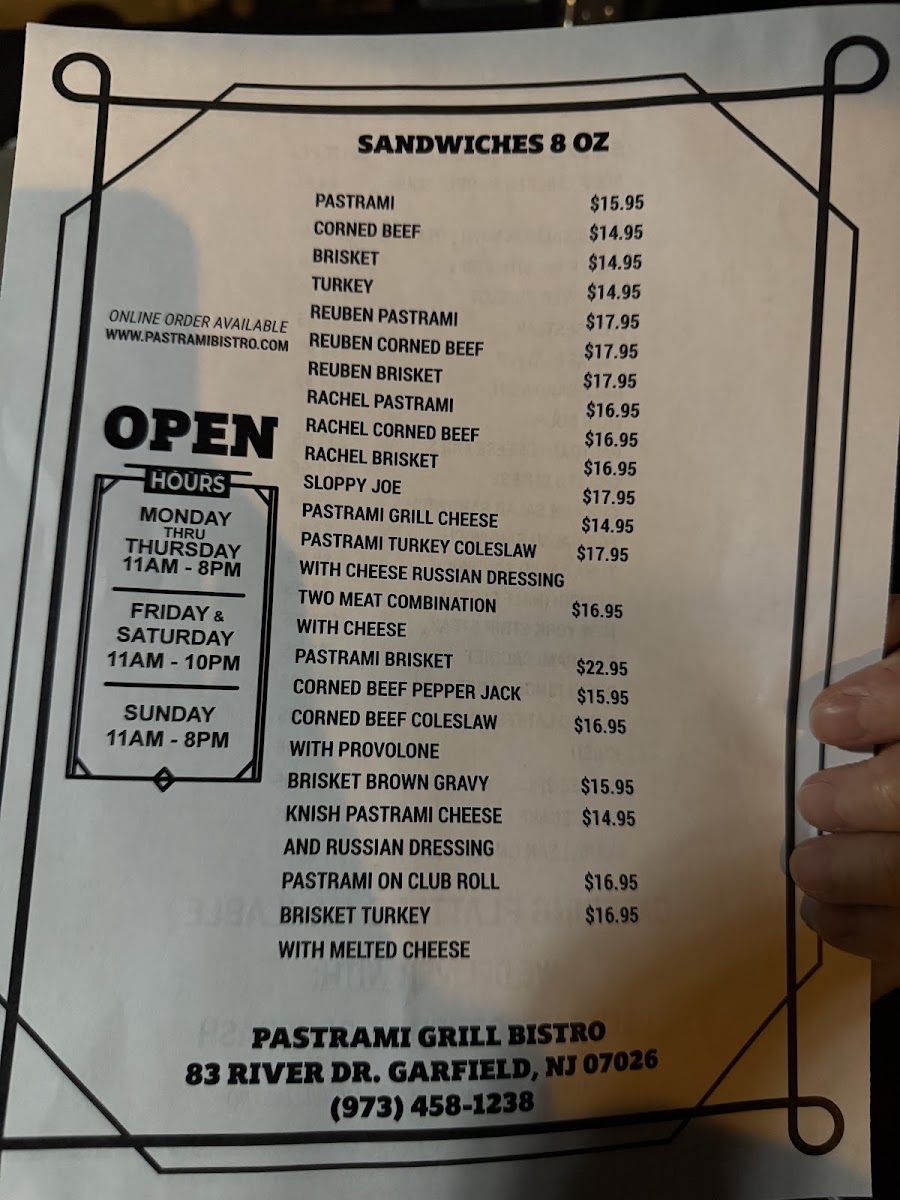 SANDWICHES 8 OZ
PASTRAMI $15.95
CORNED BEEF $14.95
BRISKET $14.95
TURKEY $14.95
REUBEN PASTRAMI $17.95
REUBEN CORNED BEEF $17.95
REUBEN BRISKET $17.95
RACHEL PASTRAMI $16.95
RACHEL CORNED BEEF $16.95
RACHEL BRISKET $16.95
SLOPPY JOE $17.95
PASTRAMI GRILL CHEESE $14.95
PASTRAMI TURKEY COLESLAW $17.95
WITH CHEESE RUSSIAN DRESSING
TWO MEAT COMBINATION $16.95
WITH CHEESE
PASTRAMI BRISKET $22.95
CORNED BEEF PEPPER JACK $15.95
CORNED BEEF COLESLAW $16.95
WITH PROVOLONE
BRISKET BROWN GRAVY $15.95
KNISH PASTRAMI CHEESE $14.95
AND RUSSIAN DRESSING
PASTRAMI ON CLUB ROLL $16.95
BRISKET TURKEY $16.95
WITH MELTED CHEESE
ONLINE ORDER AVAILABLE
WWW.PASTRAMIBISTRO.COM
OPEN
HOURS
MONDAY
THRU
THURSDAY
11AM - 8PM
FRIDAY &
SATURDAY
11AM - 10PM
SUNDAY
11AM - 8PM
PASTRAMI GRILL BISTRO
83 RIVER DR. GARFIELD, NJ 07026
(973) 458-1238